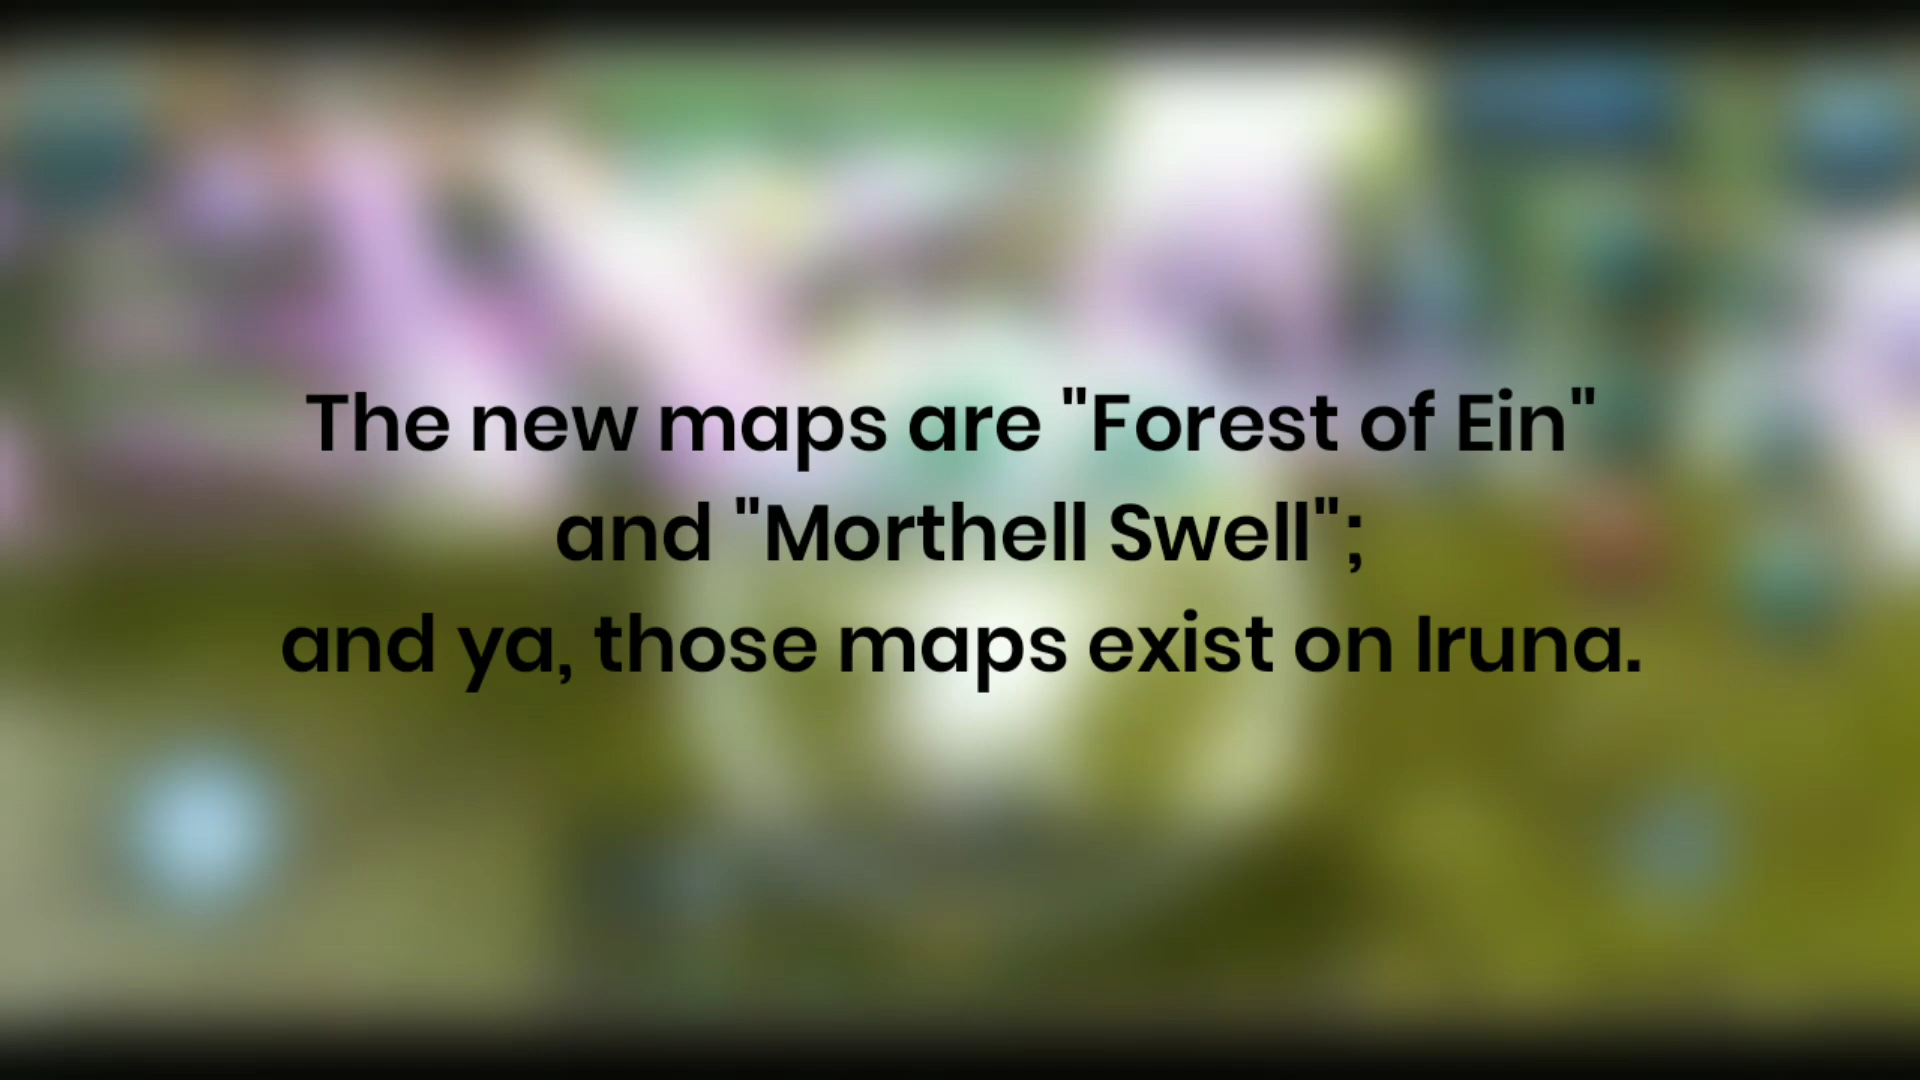 The new maps are "Forest of Ein"
and "Morthell Swell";
and ya, those maps exist on Iruna.